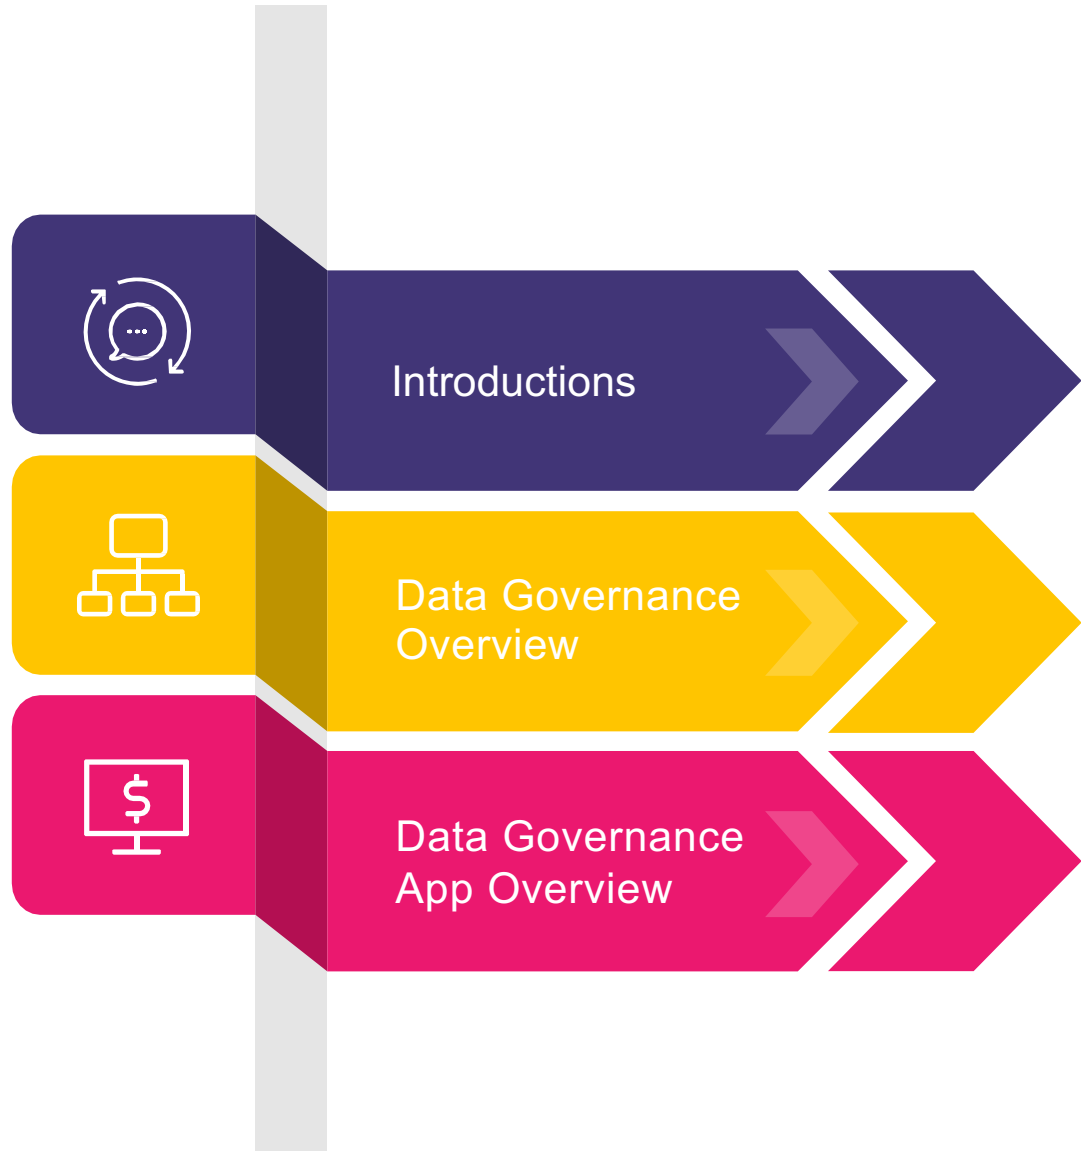 Introductions
Data Governance
Overview
$
Data Governance
App Overview